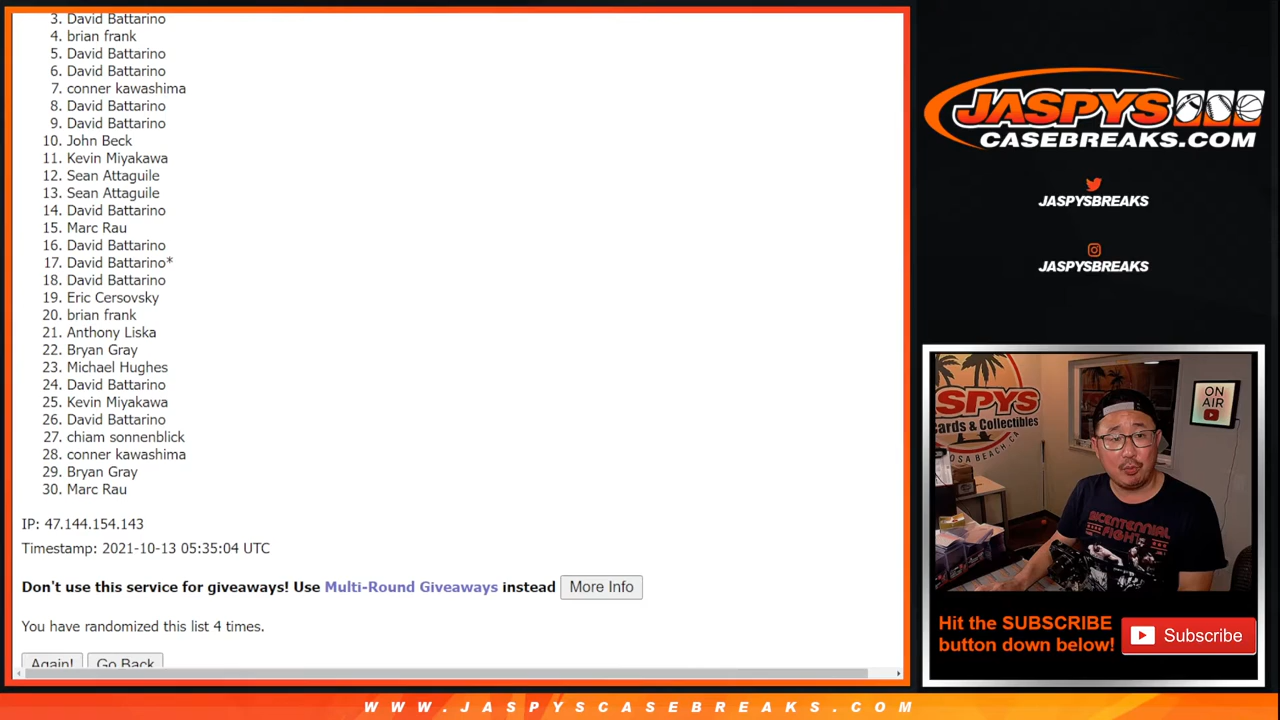 3. David Battarino
4. brian frank
5. David Battarino
6. David Battarino
7. conner kawashima
8. David Battarino
9. David Battarino
10. John Beck
11. Kevin Miyakawa
12. Sean Attaguile
13. Sean Attaguile
14. David Battarino
15. Marc Rau
16. David Battarino
17. David Battarino*
18. David Battarino
19. Eric Cersovsky
20. brian frank
21. Anthony Liska
22. Bryan Gray
23. Michael Hughes
24. David Battarino
25. Kevin Miyakawa
26. David Battarino
27. chiam sonnenblick
28. conner kawashima
29. Bryan Gray
30. Marc Rau
IP: 47.144.154.143
Timestamp: 2021-10-13 05:35:04 UTC
Don't use this service for giveaways! Use Multi-Round Giveaways instead More Info
You have randomized this list 4 times.
Again! Go Back
JASPYS
CASEBREAKS.COM
JASPYSBREAKS
JASPYSBREAKS
SPYS
ards & Collectibles
OSA BEACH CA
ON
AIR
BICENTENNIAL
FIGHT
Hit the SUBSCRIBE
button down below!
Subscribe
WWW.JASPYSCASEBREAKS.COM